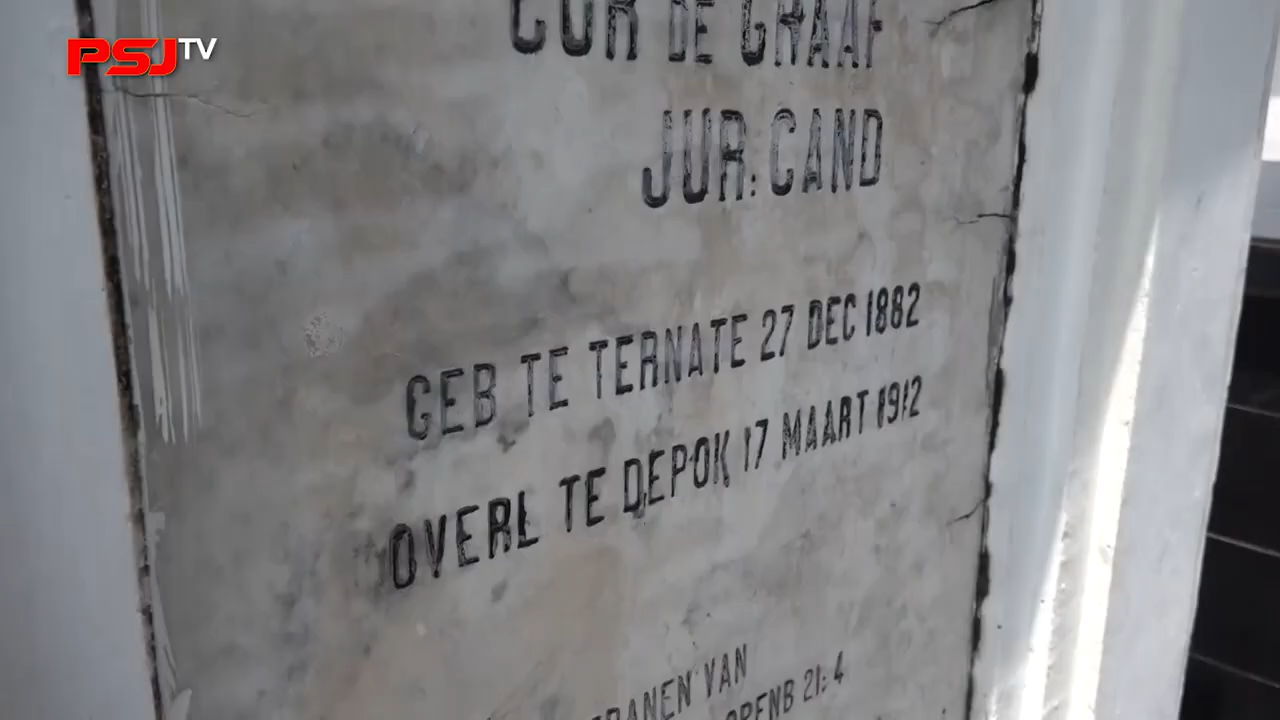 PSJ TV
COR DE GRAAF
JUR: CAND
GEB TE TERNATE 27 DEC 1882
OVERL TE DEPOK 17 MAART 1912
VAN
OPENB 21: 4